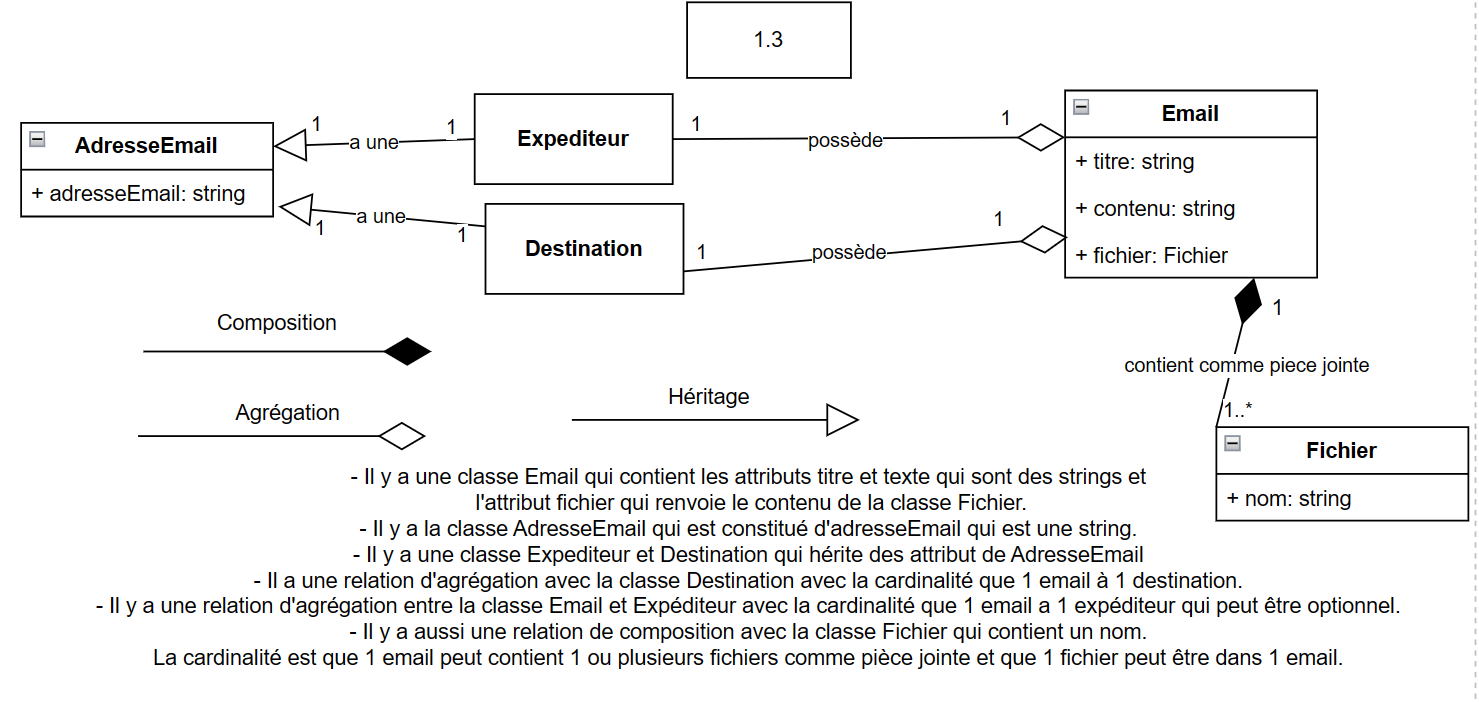 1.3
AdresseEmail
+ adresseEmail: string
1
a une
1
Expediteur
1
possède
1
Email
+ titre: string
+ contenu: string
+ fichier: Fichier
1
a une
1
Destination
1
possède
1
1
contient comme piece jointe
1..*
Fichier
+ nom: string
Composition
Agrégation
Héritage
- Il y a une classe Email qui contient les attributs titre et texte qui sont des strings et
l'attribut fichier qui renvoie le contenu de la classe Fichier.
- Il y a la classe AdresseEmail qui est constitué d'adresseEmail qui est une string.
- Il y a une classe Expediteur et Destination qui hérite des attribut de AdresseEmail
- Il a une relation d'agrégation avec la classe Destination avec la cardinalité que 1 email à 1 destination.
- Il y a une relation d'agrégation entre la classe Email et Expéditeur avec la cardinalité que 1 email a 1 expéditeur qui peut être optionnel.
- Il y a aussi une relation de composition avec la classe Fichier qui contient un nom.
La cardinalité est que 1 email peut contient 1 ou plusieurs fichiers comme pièce jointe et que 1 fichier peut être dans 1 email.